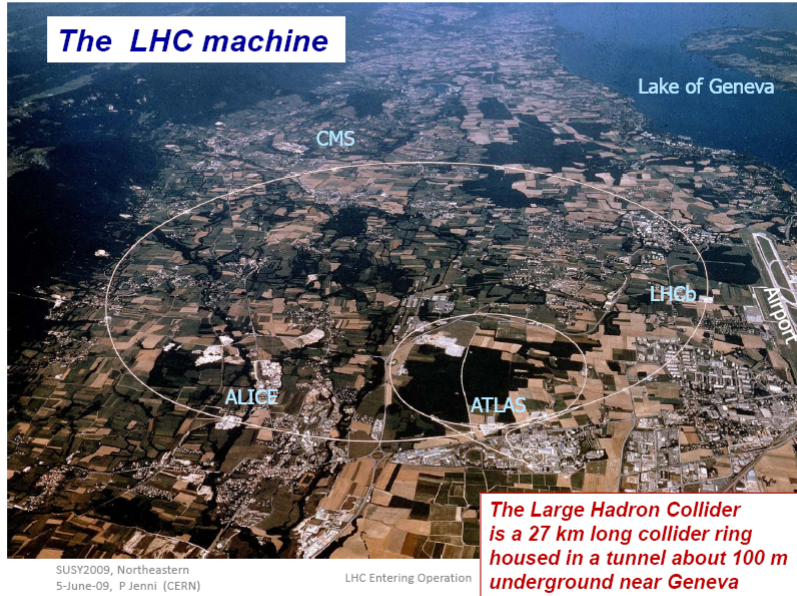 The LHC machine
Lake of Geneva
CMS
LHCb
Airport
ALICE
ATLAS
The Large Hadron Collider
is a 27 km long collider ring
housed in a tunnel about 100 m
underground near Geneva
SUSY2009, Northeastern
5-June-09, P Jenni (CERN)
LHC Entering Operation